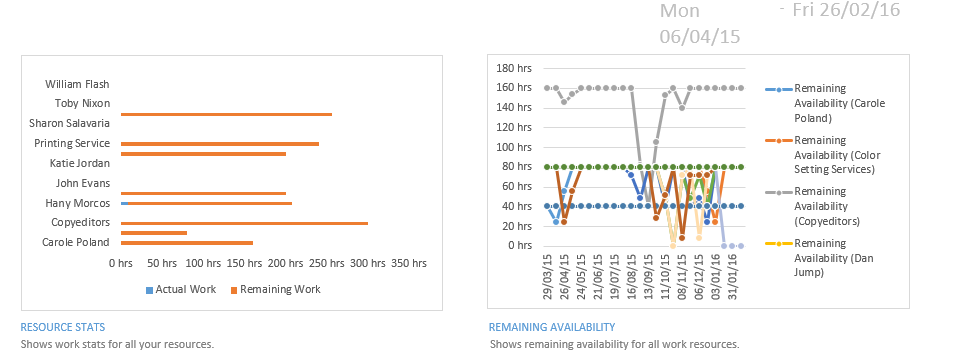 Mon
06/04/15
- Fri 26/02/16
William Flash
Toby Nixon
Sharon Salavaria
Printing Service
Katie Jordan
John Evans
Hany Morcos
Copyeditors
Carole Poland
0 hrs 50 hrs 100 hrs 150 hrs 200 hrs 250 hrs 300 hrs 350 hrs
Actual Work Remaining Work
RESOURCE STATS
Shows work stats for all your resources.
180 hrs
160 hrs
140 hrs
120 hrs
100 hrs
80 hrs
60 hrs
40 hrs
20 hrs
0 hrs
29/03/15
26/04/15
24/05/15
21/06/15
19/07/15
16/08/15
13/09/15
11/10/15
08/11/15
06/12/15
03/01/16
31/01/16
Remaining
Availability (Carole
Poland)
Remaining
Availability (Color
Setting Services)
Remaining
Availability
(Copyeditors)
Remaining
Availability (Dan
Jump)
REMAINING AVAILABILITY
Shows remaining availability for all work resources.